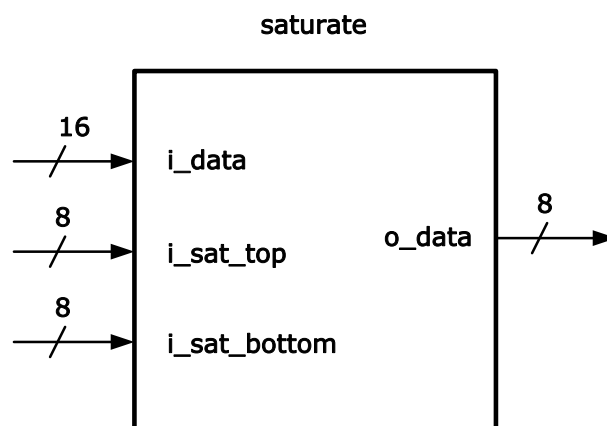 saturate
16
i_data
8
i_sat_top
8
o_data
8
i_sat_bottom